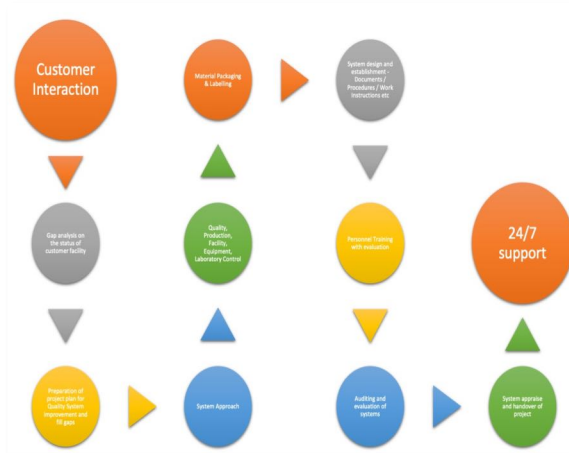 Customer
Interaction
Gap analysis on
the status of
customer facility
Preparation of
project plan for
Quality System
improvement and
fill gaps
System Approach
Quality,
Production,
Facility,
Equipment,
Laboratory Control
Material Packaging
& Labelling
System design and
establishment -
Documents /
Procedures / Work
Instructions etc
Personnel Training
with evaluation
Auditing and
evaluation of
systems
System appraise
and handover of
project
24/7
support